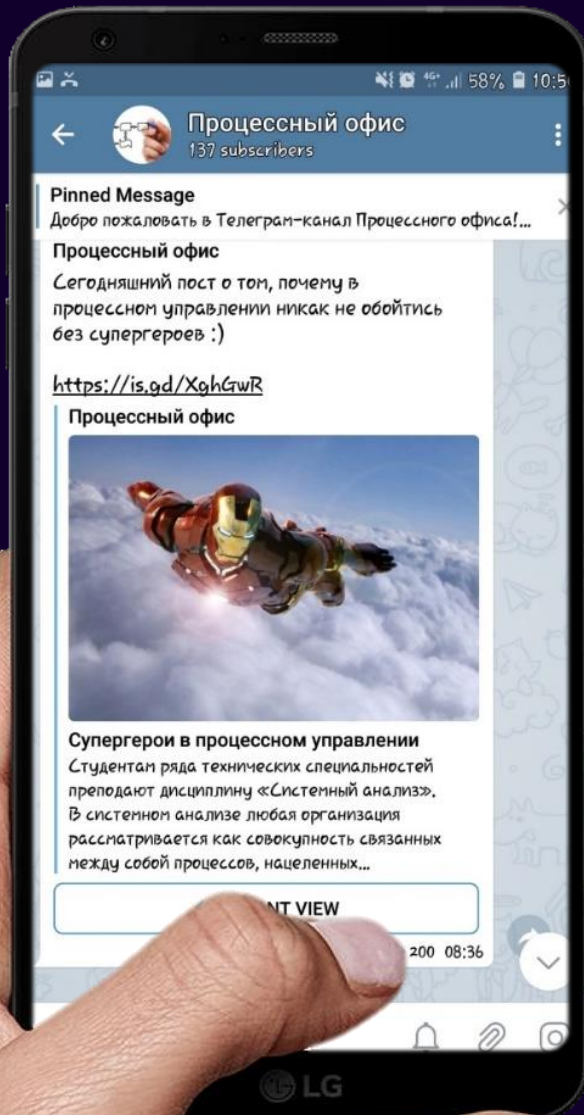 4G+ 58% 10:5
Процессный офис
137 subscribers
Pinned Message
Добро пожаловать в Телеграм-канал Процессного офиса!...
Процессный офис
Сегодняшний пост о том, почему в
процессном управлении никак не обойтись
без супергероев :)
https://is.gd/XghGwR
Процессный офис
Супергерои в процессном управлении
Студентам ряда технических специальностей
преподают дисциплину «Системный анализ».
В системном анализе любая организация
рассматривается как совокупность связанных
между собой процессов, нацеленных...
VIEW
200 08:36
LG